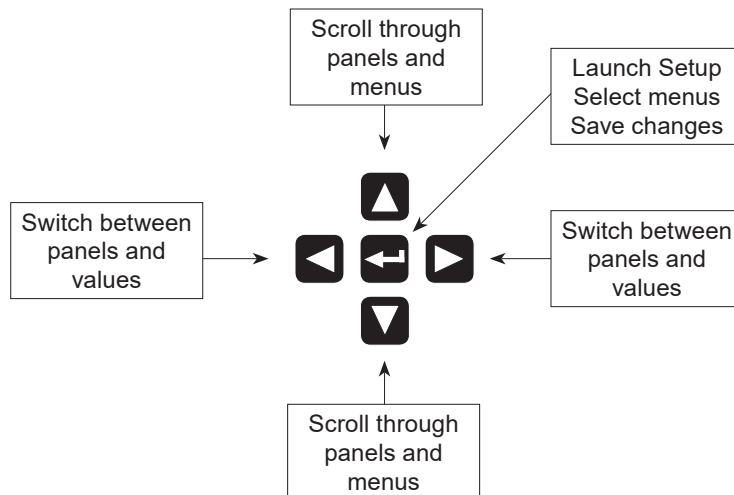 Scroll through
panels and
menus
Launch Setup
Select menus
Save changes
Switch between
panels and
values
Switch between
panels and
values
Scroll through
panels and
menus